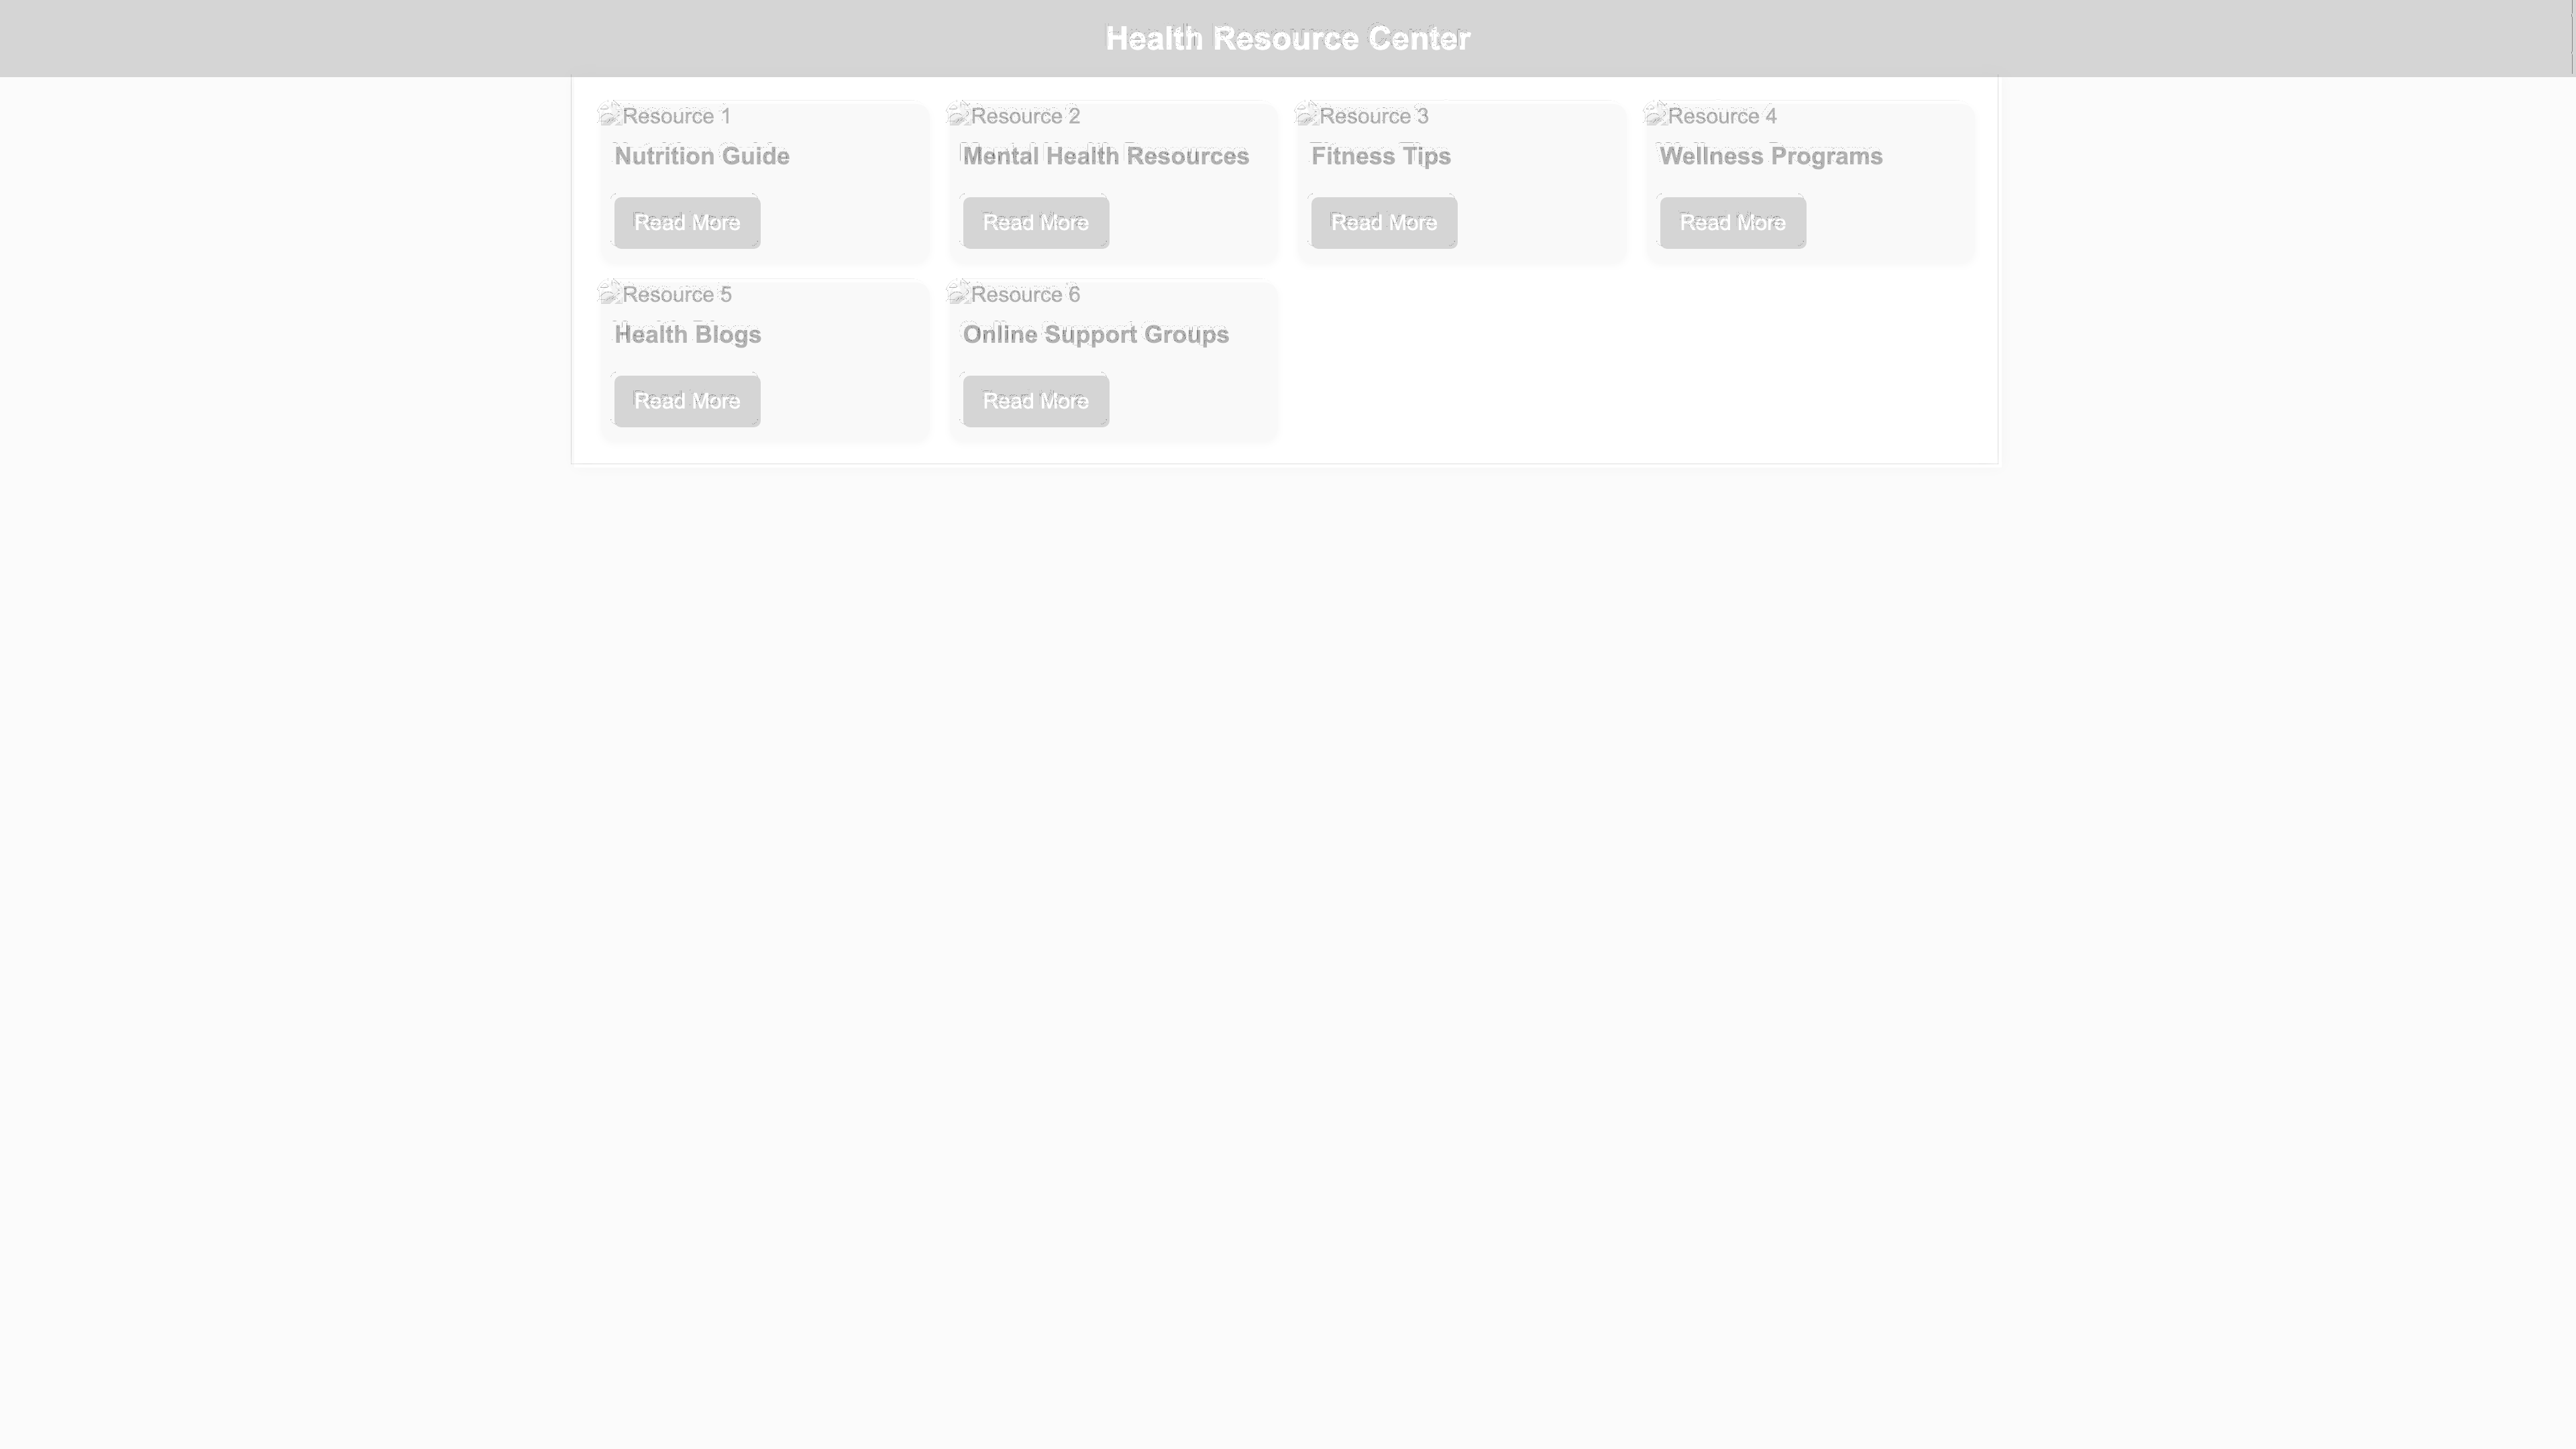 Health Resource Center
Resource 1
Nutrition Guide
Read More
Resource 2
Mental Health Resources
Read More
Resource 3
Fitness Tips
Read More
Resource 4
Wellness Programs
Read More
Resource 5
Health Blogs
Read More
Resource 6
Online Support Groups
Read More